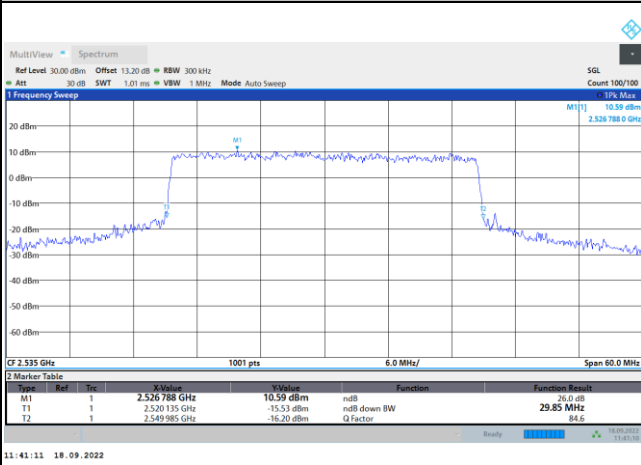 MultiView Spectrum
Ref Level 30.00 dBm Offset 13.20 dB RBW 300 kHz SGL
Att 30 dB SWT 1.01 ms VBW 1 MHz Mode Auto Sweep Count 100/100
1 Frequency Sweep 1Pk Max
M1[1] 10.59 dBm
2.526 788 0 GHz
20 dBm
M1
10 dBm
0 dBm
-10 dBm
T1 T2
-20 dBm
-30 dBm
-40 dBm
-50 dBm
-60 dBm
CF 2.535 GHz 1001 pts 6.0 MHz/ Span 60.0 MHz
2 Marker Table
Type Ref Trc X-Value Y-Value Function Function Result
M1 1 2.526 788 GHz 10.59 dBm ndB 26.0 dB
T1 1 2.520 135 GHz -15.53 dBm ndB down BW 29.85 MHz
T2 1 2.549 985 GHz -16.20 dBm Q Factor 84.6
Ready 18.09.2022
11:41:10
11:41:11 18.09.2022